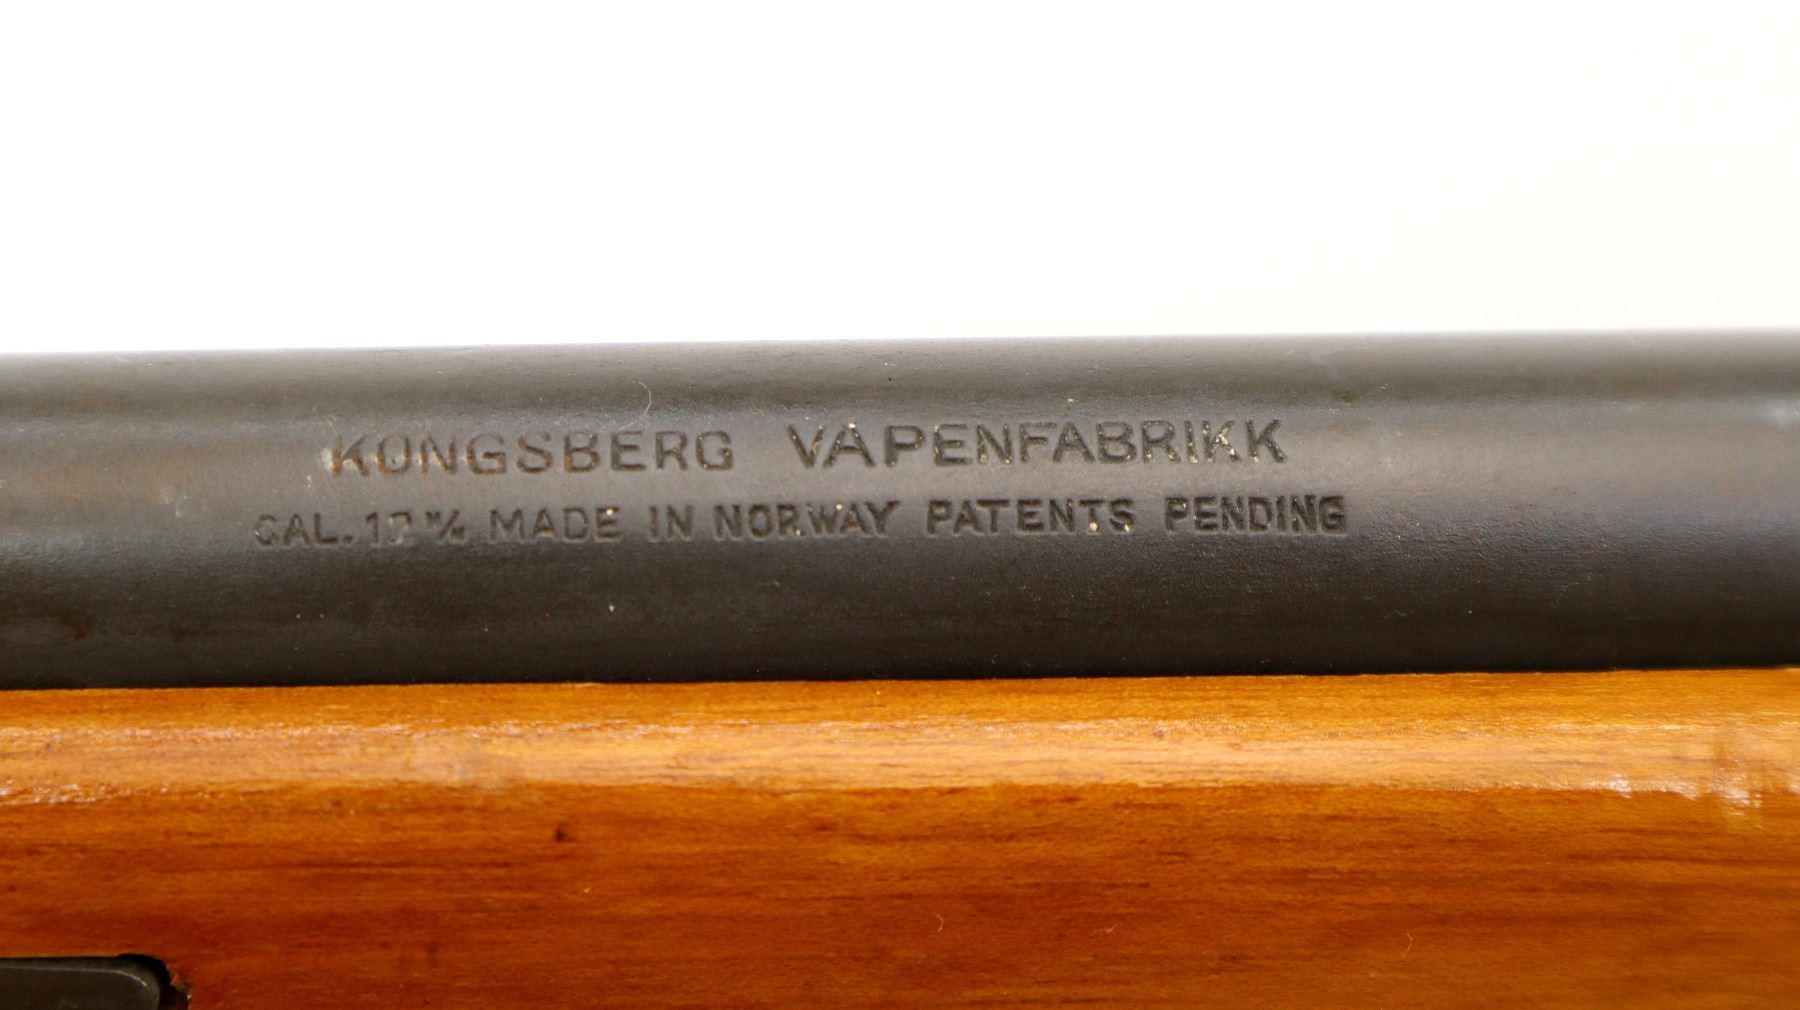 KONGSBERG VAPENFABRIKK
CAL. 12 M/M MADE IN NORWAY PATENTS PENDING